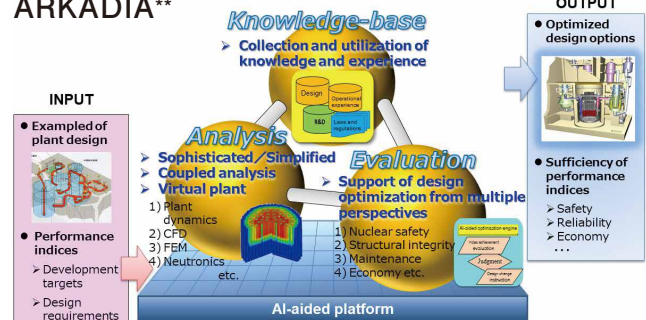 ARKADIA**
INPUT
● Exampled of
plant design
● Performance
indices
➢ Development
targets
➢ Design
requirements
Knowledge-base
➢ Collection and utilization of
knowledge and experience
Design
Operational
experience
R&D
Laws and
regulations
Analysis
➢ Sophisticated／Simplified
➢ Coupled analysis
➢ Virtual plant
1) Plant
dynamics
2) CFD
3) FEM
4) Neutronics
etc.
Evaluation
➢ Support of design
optimization from multiple
perspectives
1) Nuclear safety
2) Structural integrity
3) Maintenance
4) Economy etc.
AI-aided optimization engine
evaluation
Judgment
Design change
instruction
AI-aided platform
OUTPUT
● Optimized
design options
● Sufficiency of
performance
indices
➢ Safety
➢ Reliability
➢ Economy
...